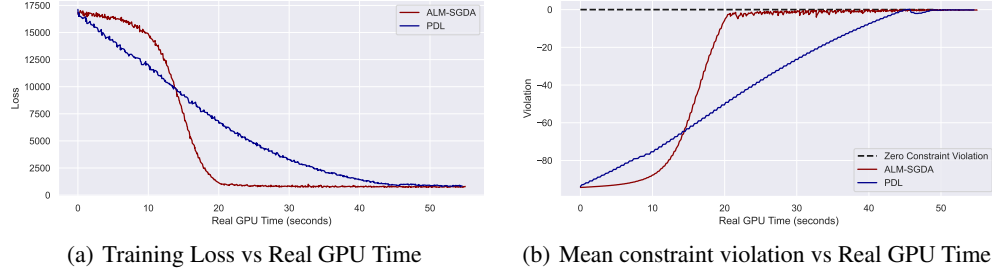 17500
15000
12500
10000
7500
5000
2500
0
Loss
0
10
20
30
40
50
Real GPU Time (seconds)
ALM-SGDA
PDL
(a) Training Loss vs Real GPU Time
0
−20
−40
−60
−80
Violation
0
10
20
30
40
50
Real GPU Time (seconds)
Zero Constraint Violation
ALM-SGDA
PDL
(b) Mean constraint violation vs Real GPU Time